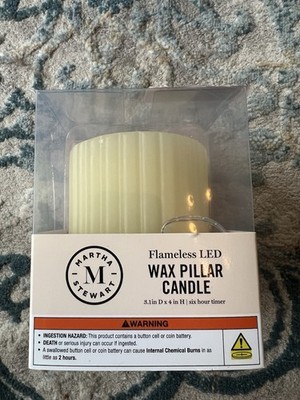 MARTHA
M
STEWART
Flameless LED
WAX PILLAR
CANDLE
3.1 in D x 4 in H | six hour timer
WARNING
• INGESTION HAZARD: This product contains a button cell or coin battery.
• DEATH or serious injury can occur if ingested.
• A swallowed button cell or coin battery can cause Internal Chemical Burns in as
little as 2 hours.